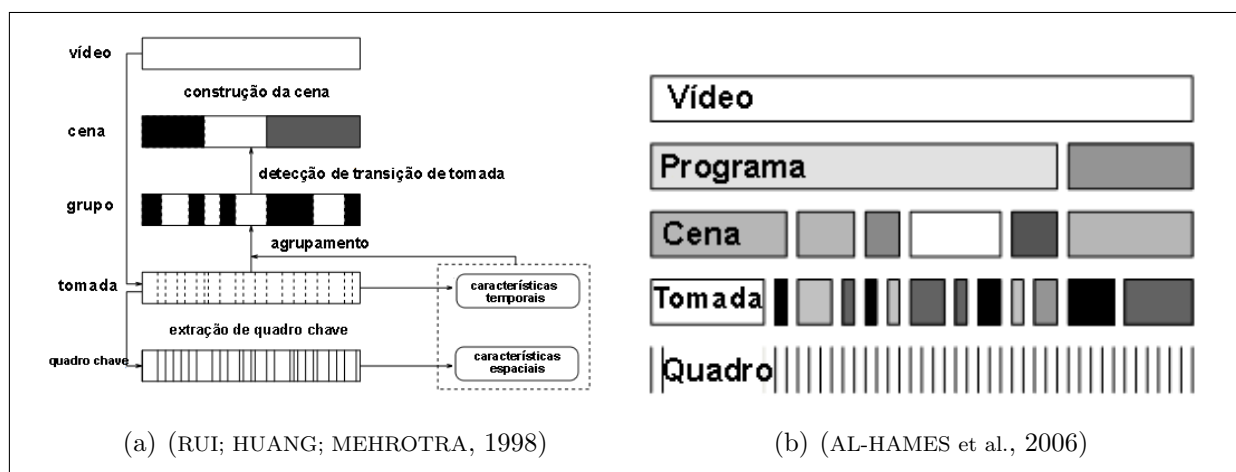 vídeo
construção da cena
cena
detecção de transição de tomada
grupo
agrupamento
tomada
características
temporais
extração de quadro chave
quadro chave
características
espaciais
(a) (RUI; HUANG; MEHROTRA, 1998)
Vídeo
Programa
Cena
Tomada
Quadro
(b) (AL-HAMES et al., 2006)